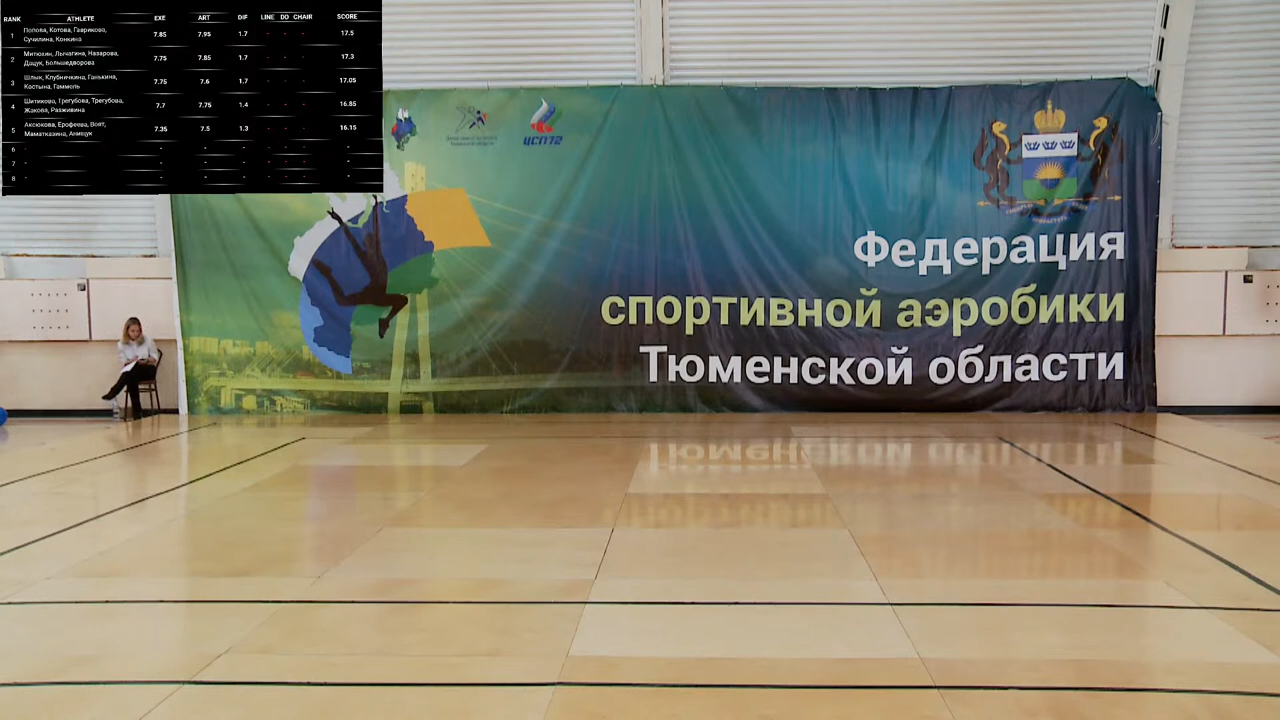 RANK ATHLETE EXE ART DIF LINE DO CHAIR SCORE
1 Попова, Котова, Гаврикова, Сучилина, Конкина 7.85 7.95 1.7 - - - 17.5
2 Митюхин, Лычагина, Назарова, Дацук, Большедворова 7.75 7.85 1.7 - - - 17.3
3 Шлык, Клубничкина, Ганькина, Костына, Гаммель 7.75 7.6 1.7 - - - 17.05
4 Шитикова, Трегубова, Трегубова, Жакова, Разживина 7.7 7.75 1.4 - - - 16.85
5 Аксюкова, Ерофеева, Воят, Маматказина, Анищук 7.35 7.5 1.3 - - - 16.15
6 - - - - - - - -
7 - - - - - - - -
8 - - - - - - - -
ЦСП72
Федерация
спортивной аэробики
Тюменской области